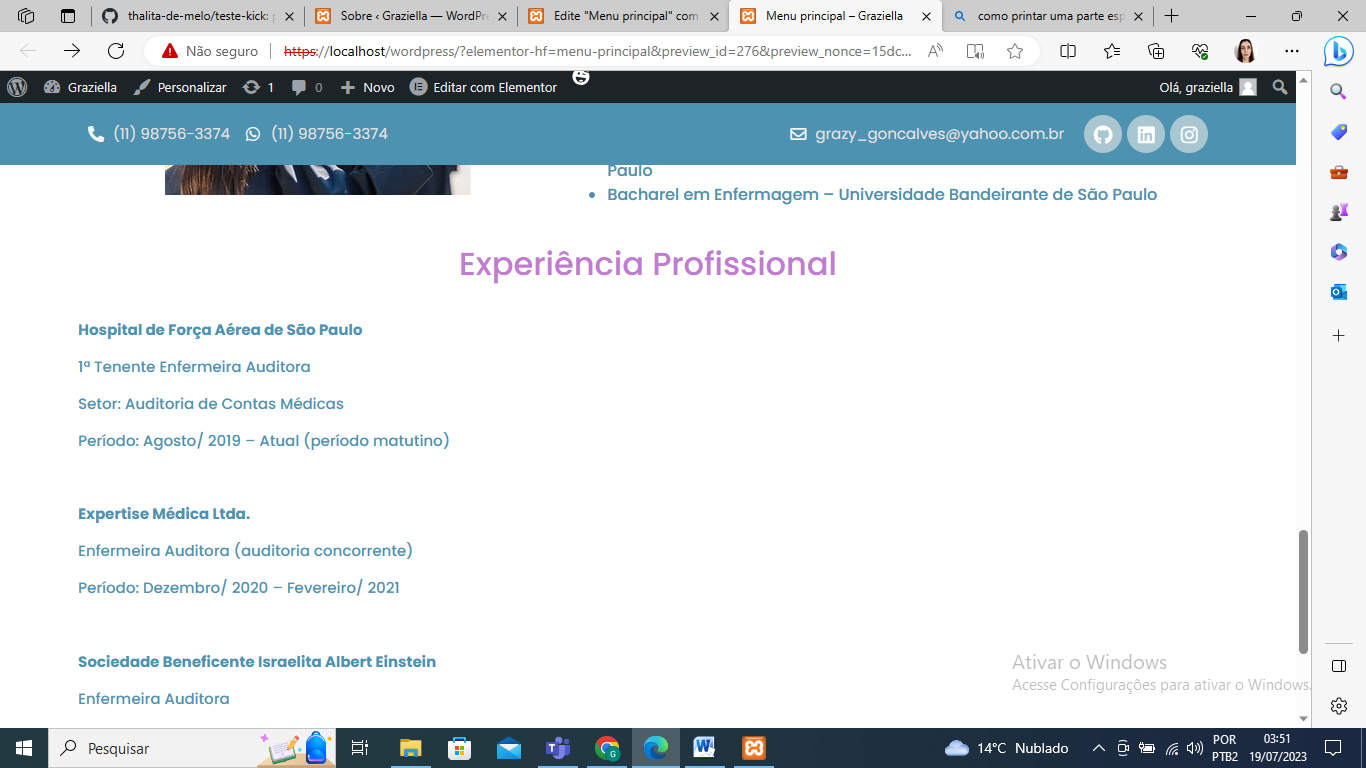 thalita-de-melo/teste-kick: p
Sobre ‹ Graziella — WordPre
Edite "Menu principal" com
Menu principal – Graziella
como printar uma parte esp
Não seguro
https://localhost/wordpress/?elementor-hf=menu-principal&preview_id=276&preview_nonce=15dc...
Graziella
Personalizar
1
0
Novo
Editar com Elementor
Olá, graziella
(11) 98756-3374
(11) 98756-3374
grazy_goncalves@yahoo.com.br
Paulo
Bacharel em Enfermagem – Universidade Bandeirante de São Paulo
Experiência Profissional
Hospital de Força Aérea de São Paulo
1ª Tenente Enfermeira Auditora
Setor: Auditoria de Contas Médicas
Período: Agosto/ 2019 – Atual (período matutino)
Expertise Médica Ltda.
Enfermeira Auditora (auditoria concorrente)
Período: Dezembro/ 2020 – Fevereiro/ 2021
Sociedade Beneficente Israelita Albert Einstein
Enfermeira Auditora
Ativar o Windows
Acesse Configurações para ativar o Windows.
Pesquisar
14°C Nublado
POR
PTB2
03:51
19/07/2023